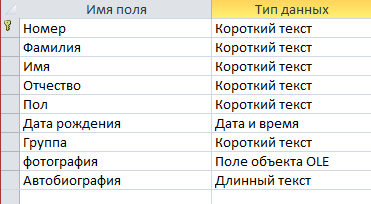 Имя поля Тип данных
Номер Короткий текст
Фамилия Короткий текст
Имя Короткий текст
Отчество Короткий текст
Пол Короткий текст
Дата рождения Дата и время
Группа Короткий текст
фотография Поле объекта OLE
Автобиография Длинный текст